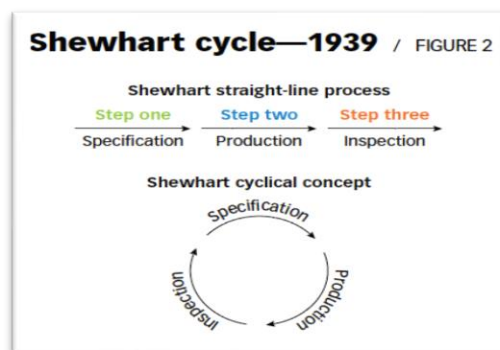 Shewhart cycle—1939 / FIGURE 2
Shewhart straight-line process
Step one Step two Step three
Specification Production Inspection
Shewhart cyclical concept
Specification
Production
Inspection